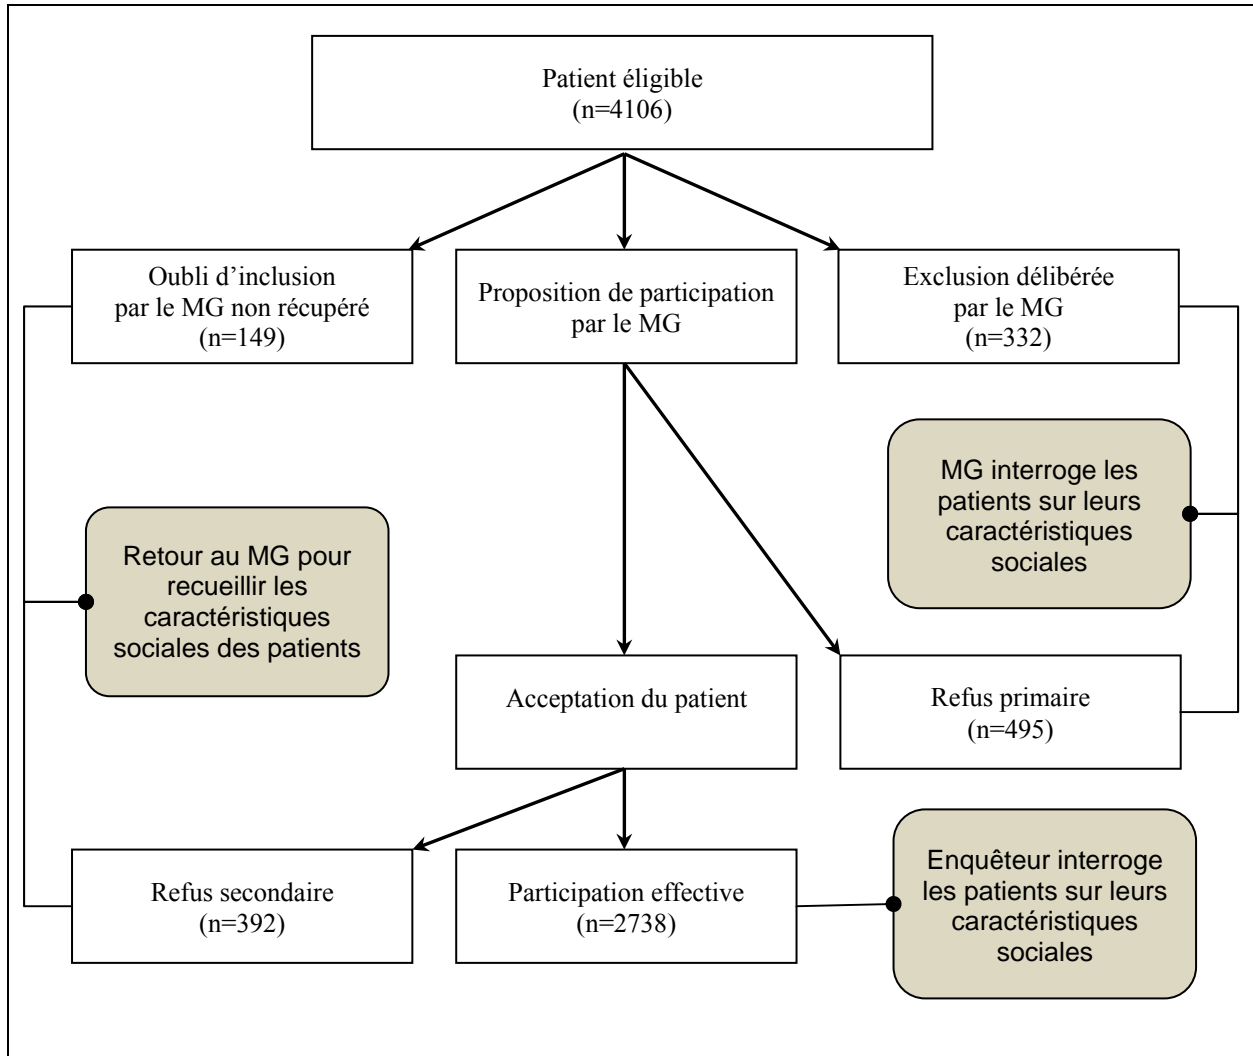 Patient éligible
(n=4106)
Oubli d’inclusion
par le MG non récupéré
(n=149)
Proposition de participation
par le MG
Exclusion délibérée
par le MG
(n=332)
MG interroge les
patients sur leurs
caractéristiques
sociales
Retour au MG pour
recueillir les
caractéristiques
sociales des patients
Acceptation du patient
Refus primaire
(n=495)
Refus secondaire
(n=392)
Participation effective
(n=2738)
Enquêteur interroge
les patients sur leurs
caractéristiques
sociales